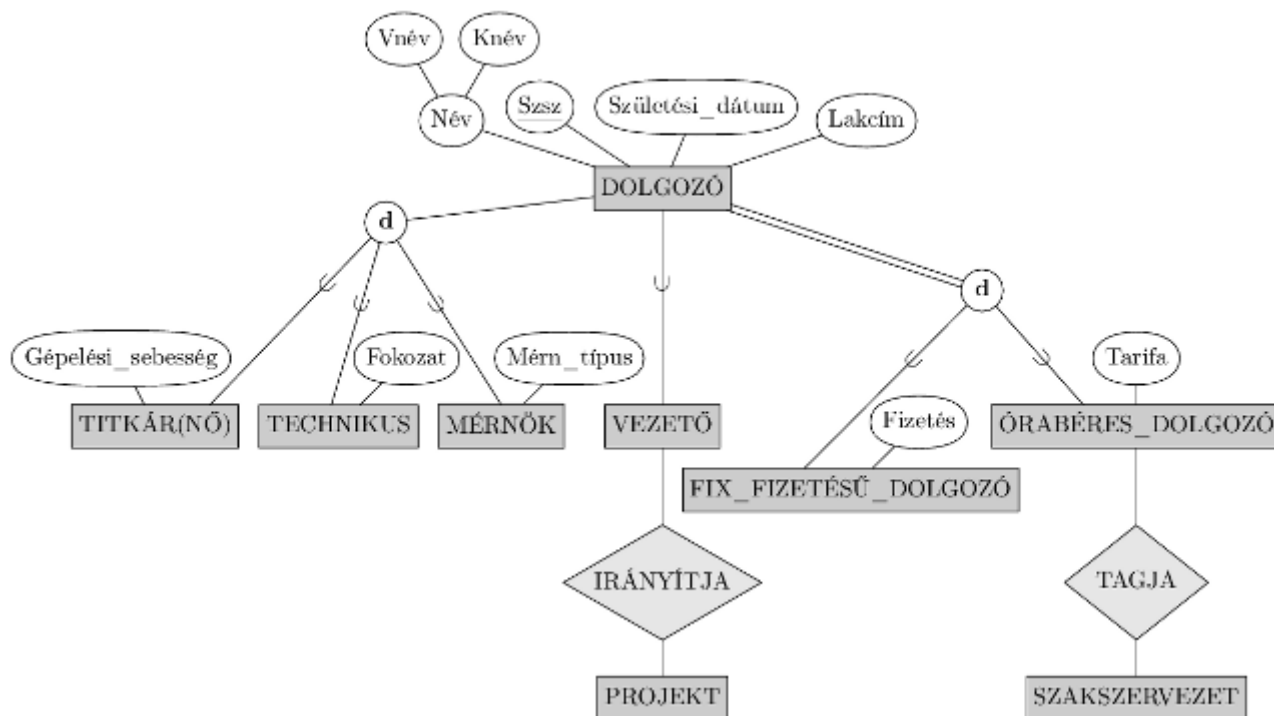 Vnév
Knév
Név
Szsz
Születési_dátum
Lakcím
DOLGOZÓ
d
d
Gépelési_sebesség
Fokozat
Mérn_típus
Tarifa
TITKÁR(NŐ)
TECHNIKUS
MÉRNÖK
VEZETŐ
Fizetés
ÓRABÉRES_DOLGOZÓ
FIX_FIZETÉSŰ_DOLGOZÓ
IRÁNYÍTJA
TAGJA
PROJEKT
SZAKSZERVEZET